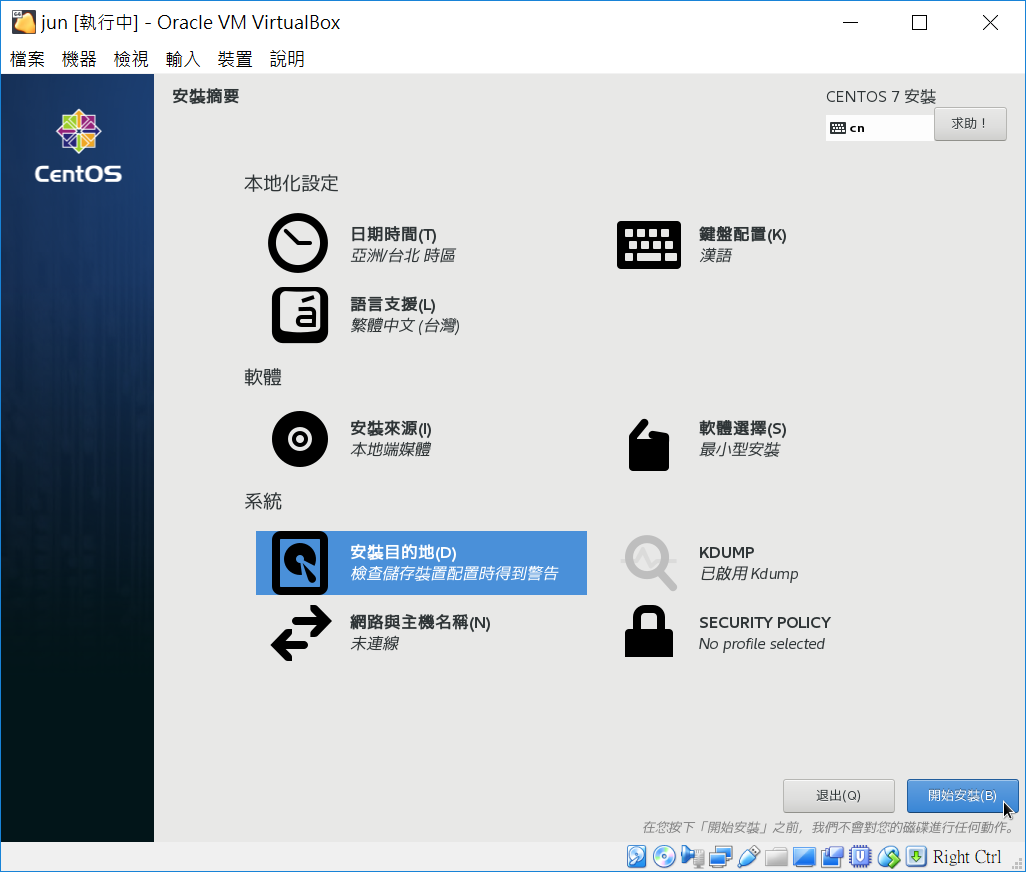 jun [執行中] - Oracle VM VirtualBox
檔案 機器 檢視 輸入 裝置 說明
CentOS
安裝摘要
CENTOS 7 安裝
cn
求助！
本地化設定
日期時間(T)
亞洲/台北 時區
鍵盤配置(K)
漢語
語言支援(L)
繁體中文 (台灣)
軟體
安裝來源(I)
本地端媒體
軟體選擇(S)
最小型安裝
系統
安裝目的地(D)
檢查儲存裝置配置時得到警告
KDUMP
已啟用 Kdump
網路與主機名稱(N)
未連線
SECURITY POLICY
No profile selected
退出(Q)
開始安裝(B)
在您按下「開始安裝」之前，我們不會對您的磁碟進行任何動作。
Right Ctrl